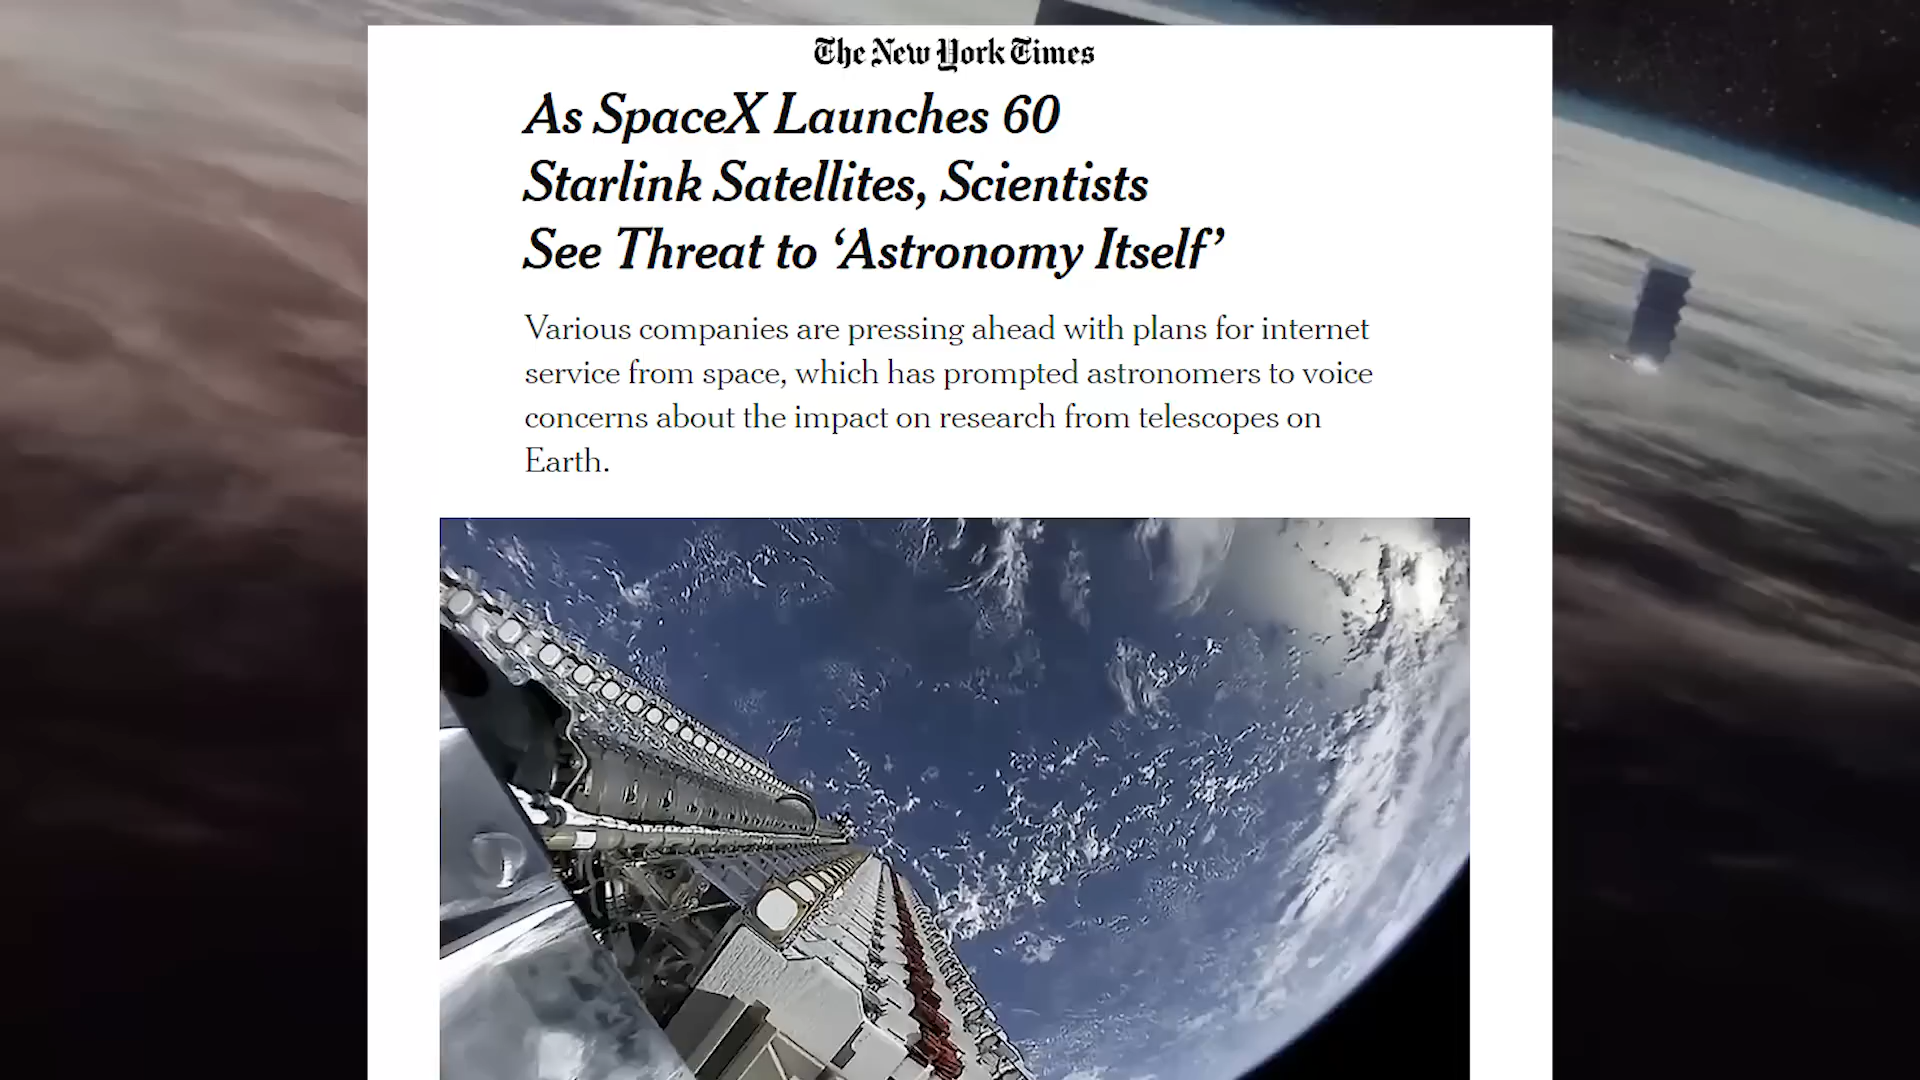 The New York Times
As SpaceX Launches 60
Starlink Satellites, Scientists
See Threat to ‘Astronomy Itself’
Various companies are pressing ahead with plans for internet
service from space, which has prompted astronomers to voice
concerns about the impact on research from telescopes on
Earth.